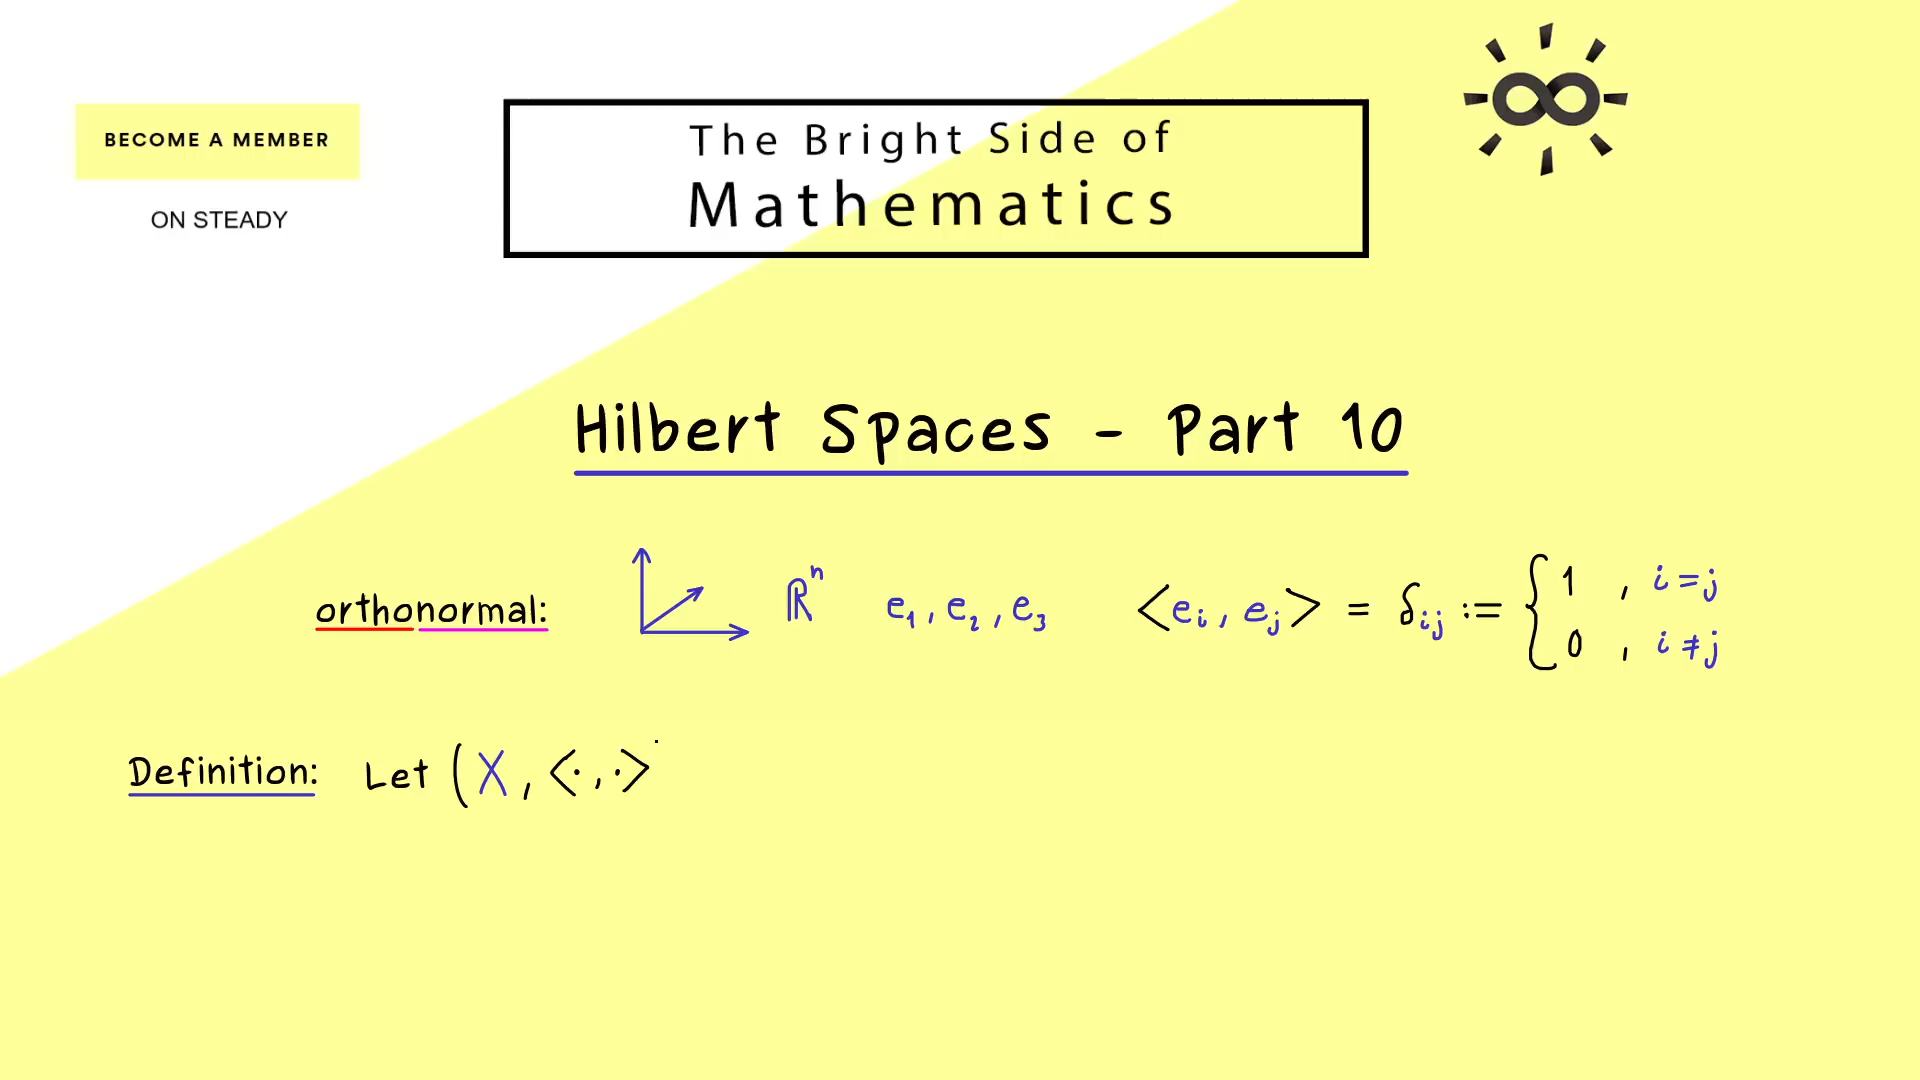 BECOME A MEMBER
ON STEADY
The Bright Side of
Mathematics
Hilbert Spaces - Part 10
orthonormal: ℝⁿ e₁, e₂, e₃ <eᵢ, eⱼ> = δᵢⱼ := { 1 , i = j
0 , i ≠ j
Definition: Let (X, <·,·>